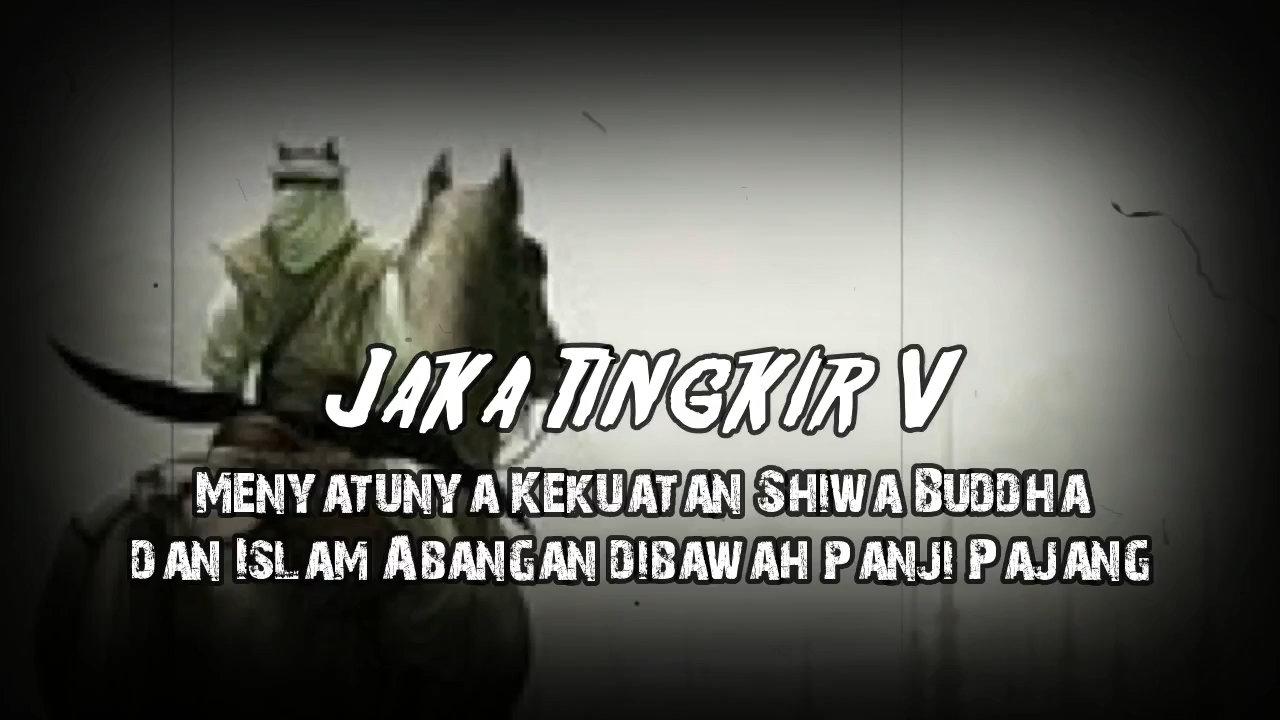 Jaka Tingkir V
Menyatunya Kekuatan Shiwa Buddha
dan Islam Abangan dibawah panji Pajang